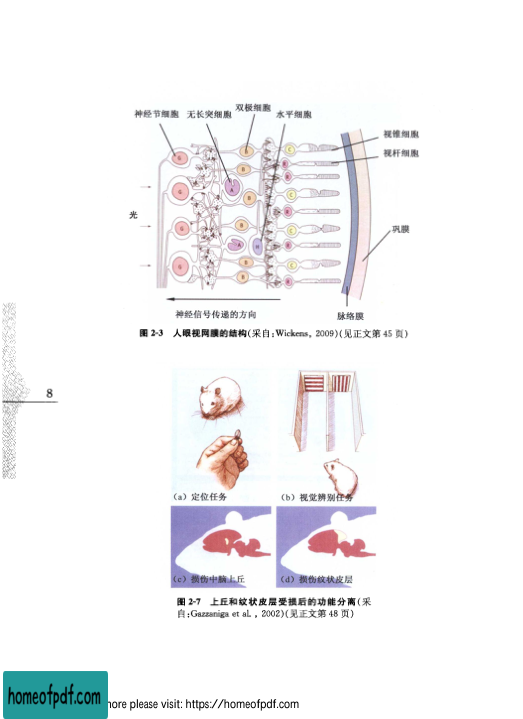 双极细胞
神经节细胞 无长突细胞 水平细胞
视锥细胞
视杆细胞
G
B
C
R
A
H
光
巩膜
神经信号传递的方向
脉络膜
图 2-3 人眼视网膜的结构(采自:Wickens, 2009)(见正文第 45 页)
8
(a) 定位任务
(b) 视觉辨别任务
(c) 损伤中脑上丘
(d) 损伤纹状皮层
图 2-7 上丘和纹状皮层受损后的功能分离(采
自:Gazzaniga et al., 2002)(见正文第 48 页)
homeofpdf.com
ore please visit: https://homeofpdf.com